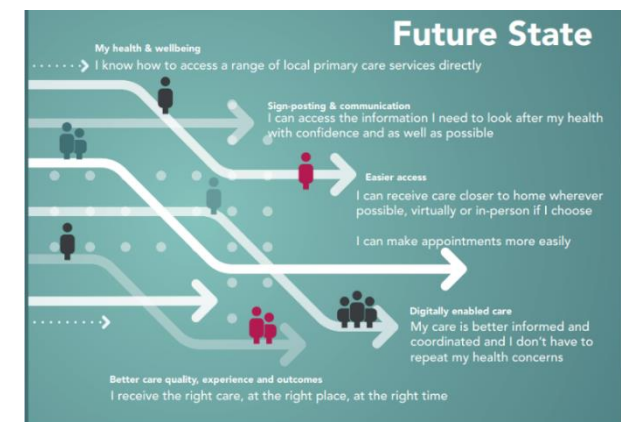 Future State
My health & wellbeing
I know how to access a range of local primary care services directly
Sign-posting & communication
I can access the information I need to look after my health
with confidence and as well as possible
Easier access
I can receive care closer to home wherever
possible, virtually or in-person if I choose
I can make appointments more easily
Digitally enabled care
My care is better informed and
coordinated and I don't have to
repeat my health concerns
Better care quality, experience and outcomes
I receive the right care, at the right place, at the right time